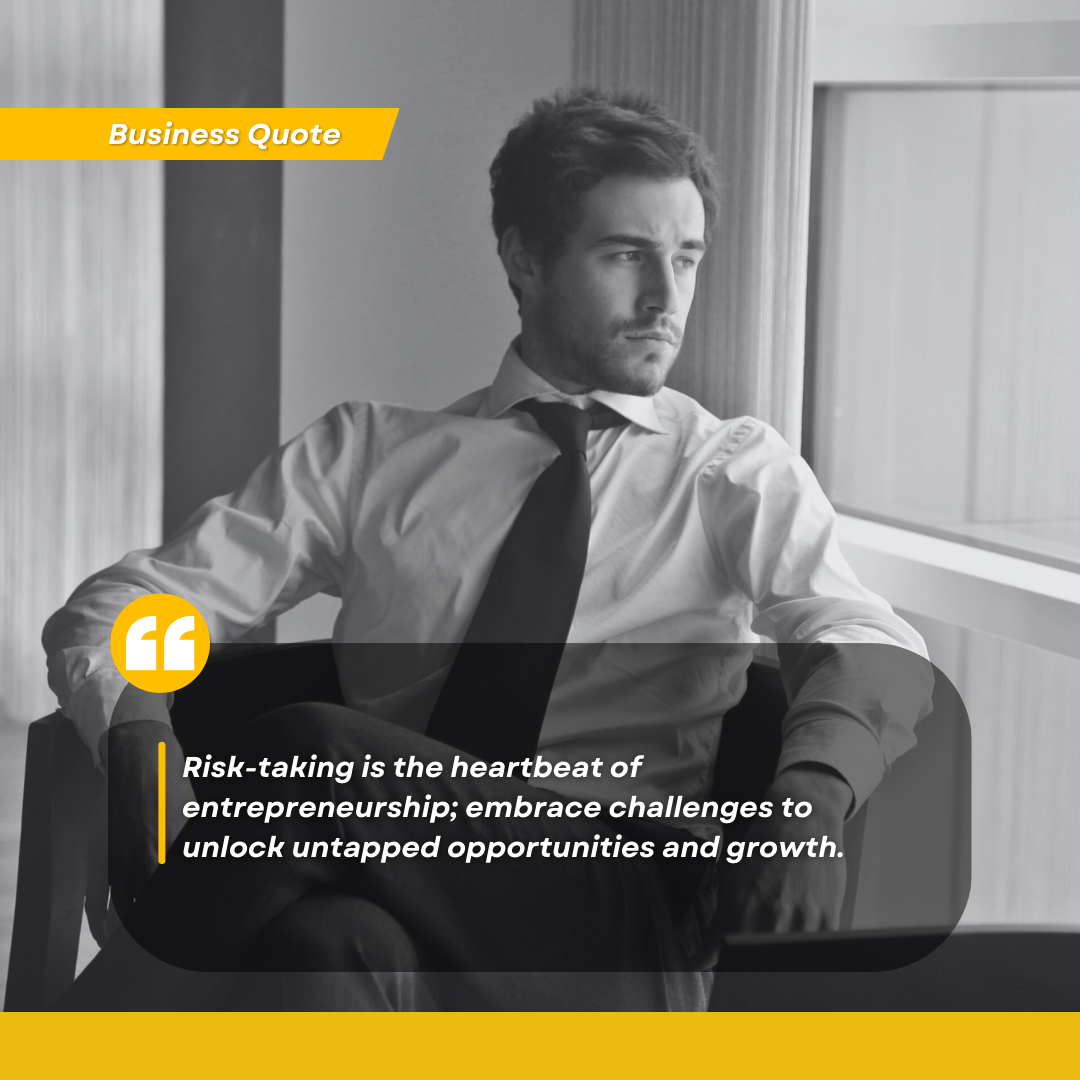 Business Quote
Risk-taking is the heartbeat of
entrepreneurship; embrace challenges to
unlock untapped opportunities and growth.